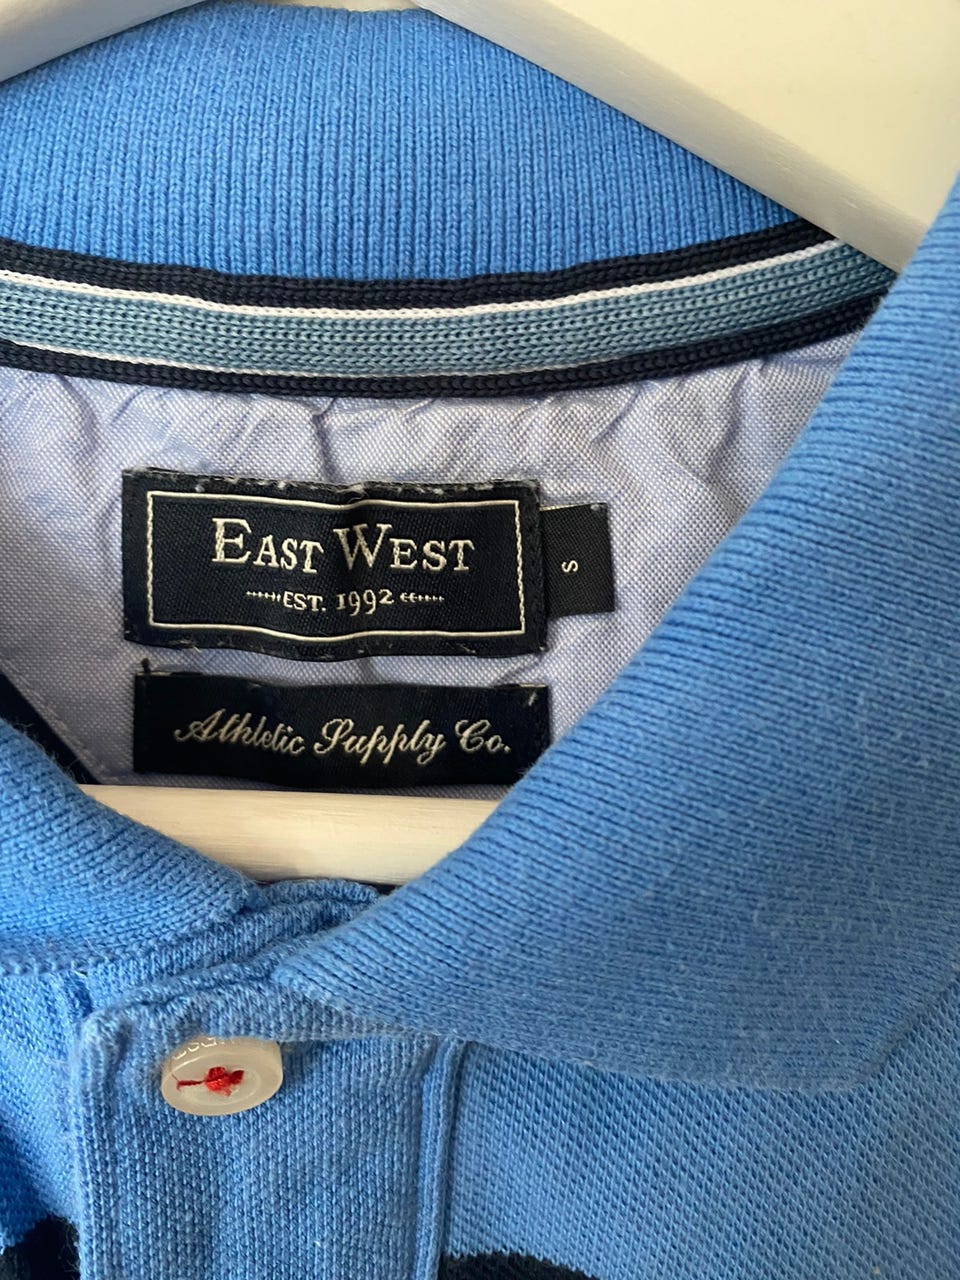 EAST WEST
EST. 1992
S
Athletic Supply Co.